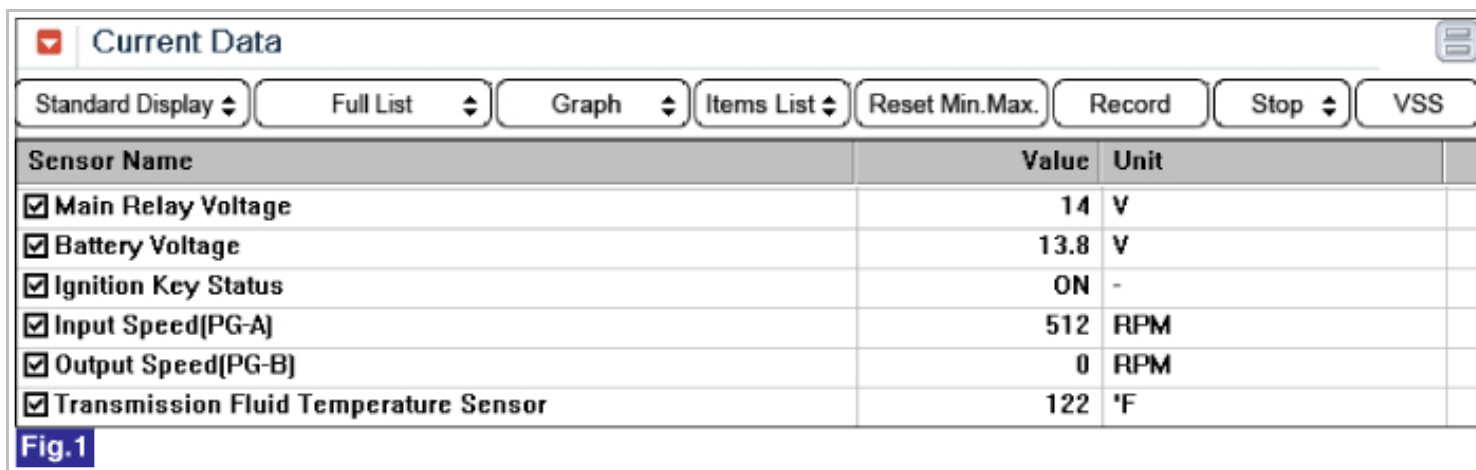 Current Data
Standard Display Full List Graph Items List Reset Min.Max. Record Stop VSS
Sensor Name Value Unit
Main Relay Voltage 14 V
Battery Voltage 13.8 V
Ignition Key Status ON -
Input Speed(PG-A) 512 RPM
Output Speed(PG-B) 0 RPM
Transmission Fluid Temperature Sensor 122 'F
Fig.1